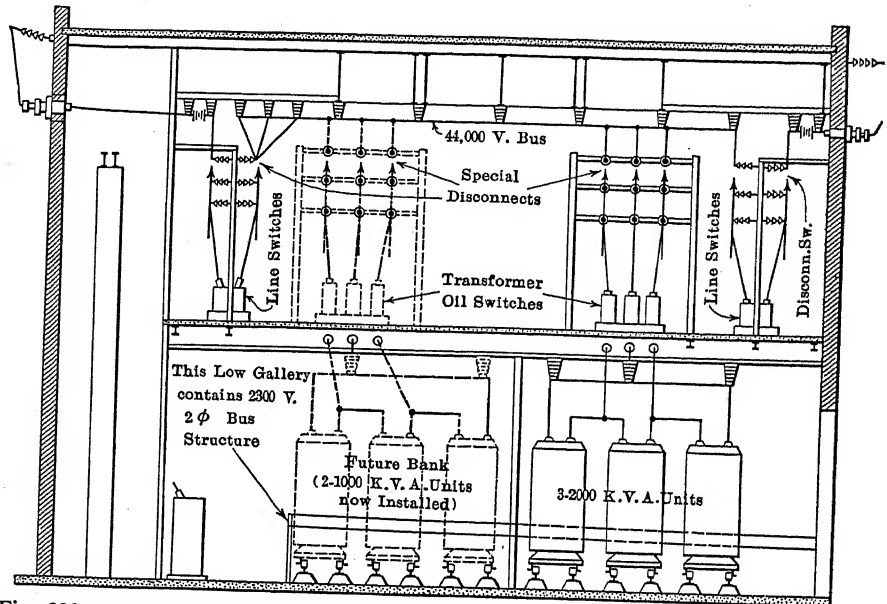 44,000 V. Bus
Special
Disconnects
Line Switches
Transformer
Oil Switches
Line Switches
Disconn.Sw.
This Low Gallery
contains 2300 V.
2 ϕ Bus
Structure
Future Bank
(2-1000 K.V.A.Units
now Installed)
3-2000 K.V.A.Units